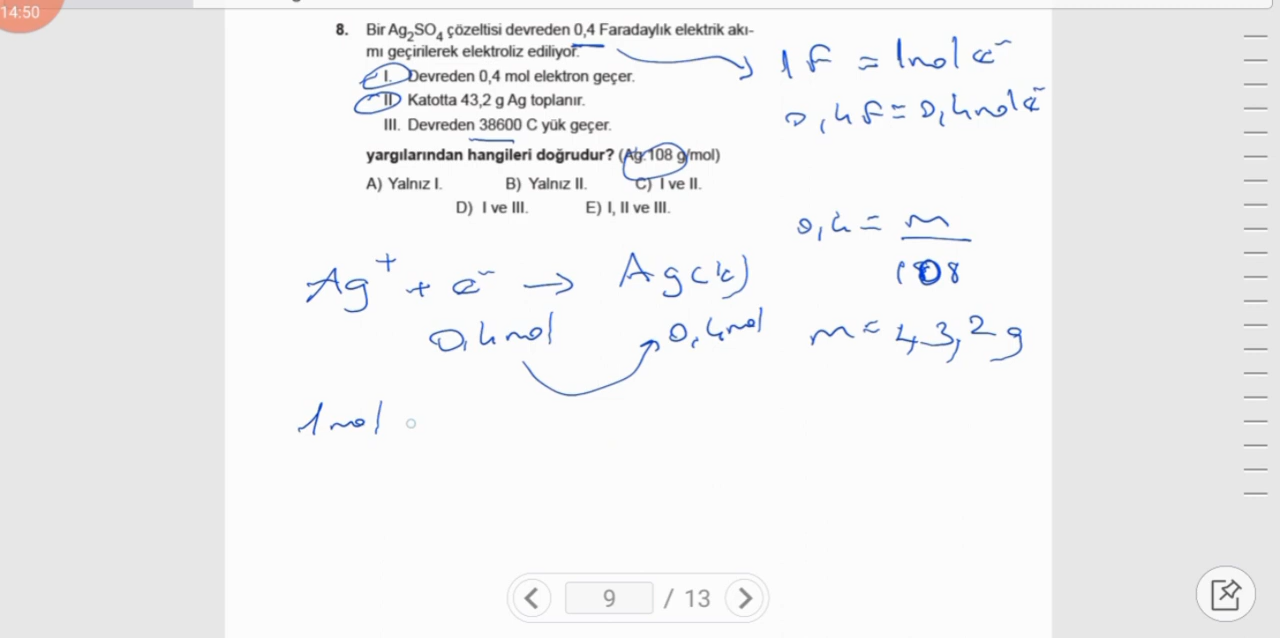 14:50
8. Bir Ag₂SO₄ çözeltisi devreden 0,4 Faradaylık elektrik akı-
mı geçirilerek elektroliz ediliyor.
I. Devreden 0,4 mol elektron geçer.
II Katotta 43,2 g Ag toplanır.
III. Devreden 38600 C yük geçer.
yargılarından hangileri doğrudur? (Ag:108 g/mol)
A) Yalnız I. B) Yalnız II. C) I ve II.
D) I ve III. E) I, II ve III.
1 F = 1mol e⁻
0,4F = 0,4mol e⁻
0,4 = m
108
m = 43,2 g
Ag⁺ + e⁻ → Ag(k)
0,4mol 0,4mol
1mol
9 / 13